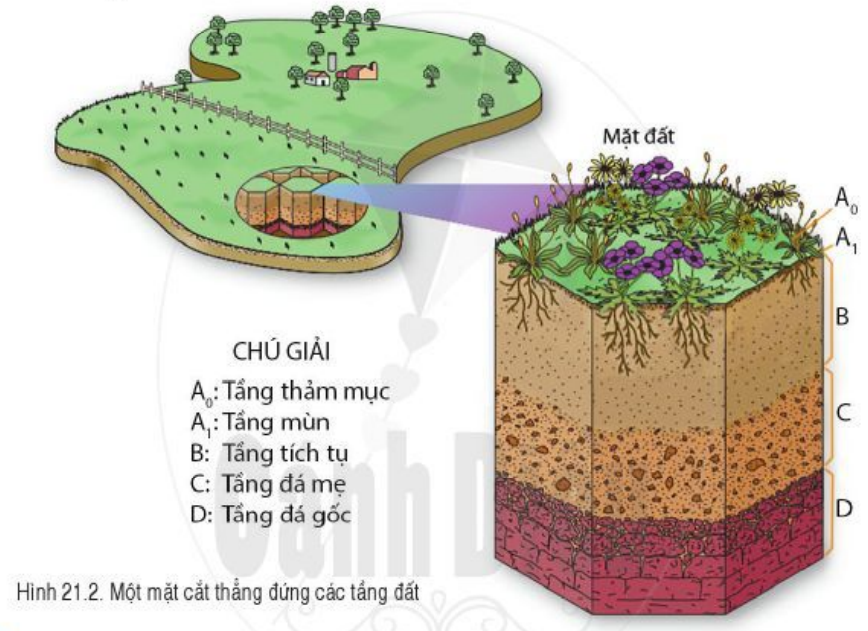 Mặt đất
A₀
A₁
B
C
D
CHÚ GIẢI
A₀: Tầng thảm mục
A₁: Tầng mùn
B: Tầng tích tụ
C: Tầng đá mẹ
D: Tầng đá gốc
Cánh D
Hình 21.2. Một mặt cắt thẳng đứng các tầng đất